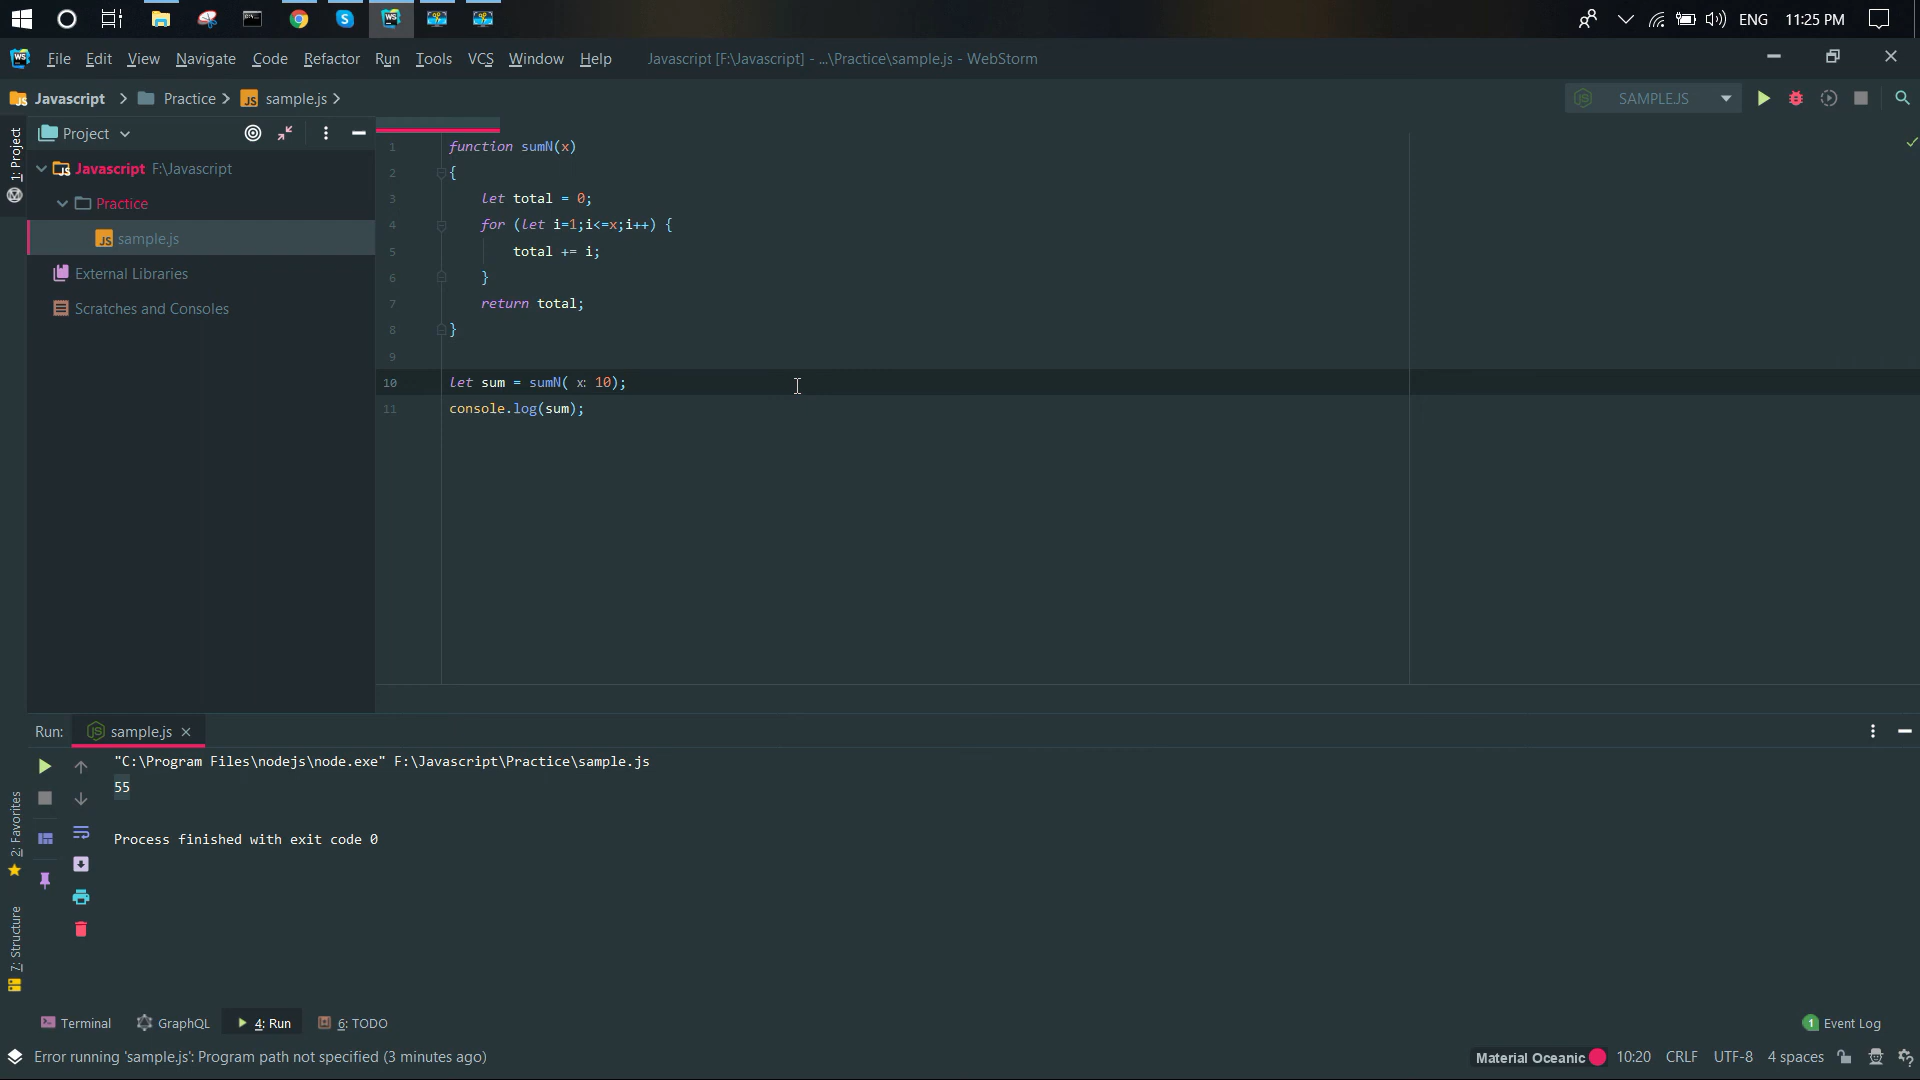 ENG 11:25 PM
WS File Edit View Navigate Code Refactor Run Tools VCS Window Help Javascript [F:\Javascript] - ...\Practice\sample.js - WebStorm
Javascript Practice JS sample.js SAMPLE.JS
1: Project
Project
Javascript F:\Javascript
Practice
JS sample.js
External Libraries
Scratches and Consoles
1 function sumN(x)
2 {
3 let total = 0;
4 for (let i=1;i<=x;i++) {
5 total += i;
6 }
7 return total;
8 }
9
10 let sum = sumN( x: 10);
11 console.log(sum);
Run: sample.js
"C:\Program Files\nodejs\node.exe" F:\Javascript\Practice\sample.js
55
Process finished with exit code 0
2: Favorites
7: Structure
Terminal GraphQL 4: Run 6: TODO 1 Event Log
Error running 'sample.js': Program path not specified (3 minutes ago) Material Oceanic 10:20 CRLF UTF-8 4 spaces